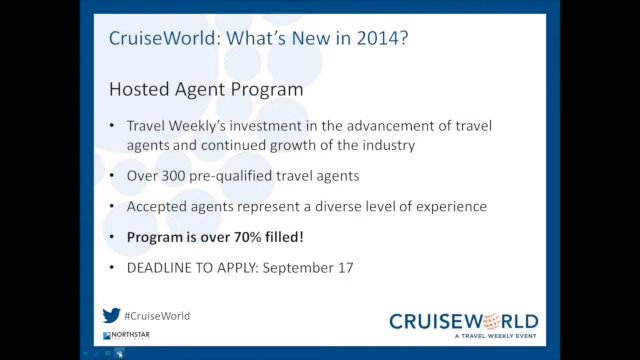 CruiseWorld: What's New in 2014?
Hosted Agent Program
• Travel Weekly's investment in the advancement of travel
agents and continued growth of the industry
• Over 300 pre-qualified travel agents
• Accepted agents represent a diverse level of experience
• Program is over 70% filled!
• DEADLINE TO APPLY: September 17
#CruiseWorld
NORTHSTAR
CRUISEWORLD
A TRAVEL WEEKLY EVENT